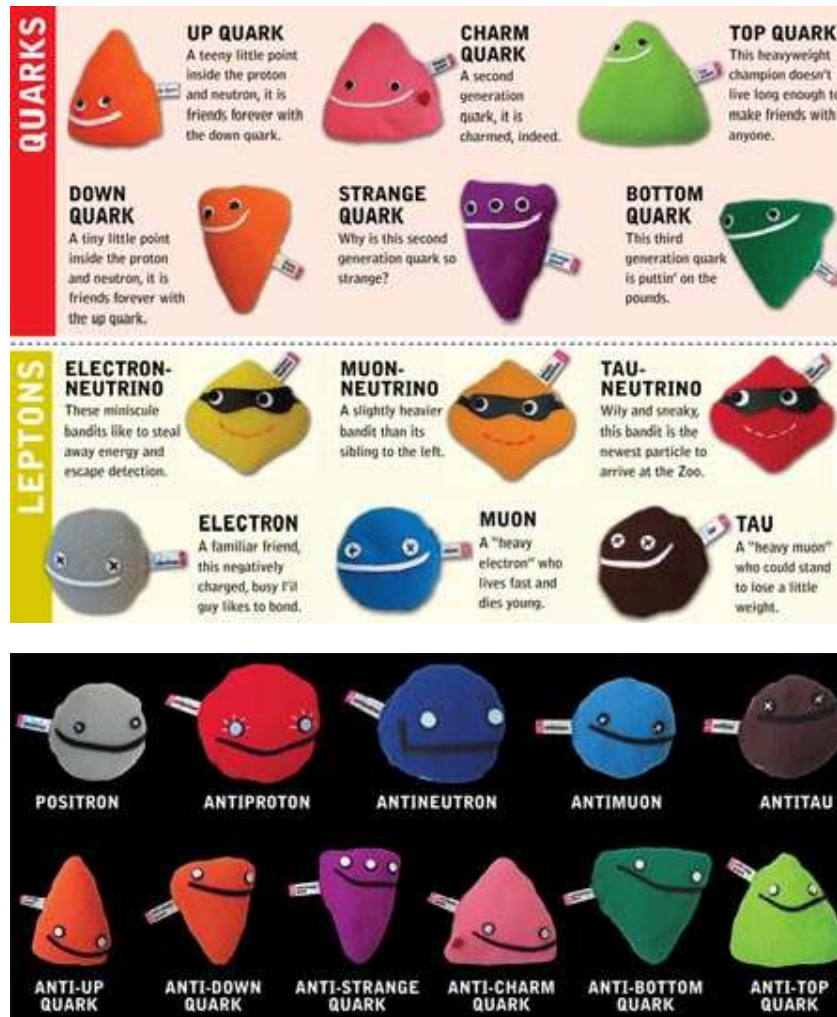 QUARKS
UP QUARK
A teeny little point
inside the proton
and neutron, it is
friends forever with
the down quark.
CHARM
QUARK
A second
generation
quark, it is
charmed, indeed.
TOP QUARK
This heavyweight
champion doesn't
live long enough to
make friends with
anyone.
DOWN
QUARK
A tiny little point
inside the proton
and neutron, it is
friends forever with
the up quark.
STRANGE
QUARK
Why is this second
generation quark so
strange?
BOTTOM
QUARK
This third
generation quark
is puttin' on the
pounds.
LEPTONS
ELECTRON-
NEUTRINO
These miniscule
bandits like to steal
away energy and
escape detection.
MUON-
NEUTRINO
A slightly heavier
bandit than its
sibling to the left.
TAU-
NEUTRINO
Wily and sneaky,
this bandit is the
newest particle to
arrive at the Zoo.
ELECTRON
A familiar friend,
this negatively
charged, busy l'il
guy likes to bond.
MUON
A "heavy
electron" who
lives fast and
dies young.
TAU
A "heavy muon"
who could stand
to lose a little
weight.
POSITRON
ANTIPROTON
ANTINEUTRON
ANTIMUON
ANTITAU
ANTI-UP
QUARK
ANTI-DOWN
QUARK
ANTI-STRANGE
QUARK
ANTI-CHARM
QUARK
ANTI-BOTTOM
QUARK
ANTI-TOP
QUARK